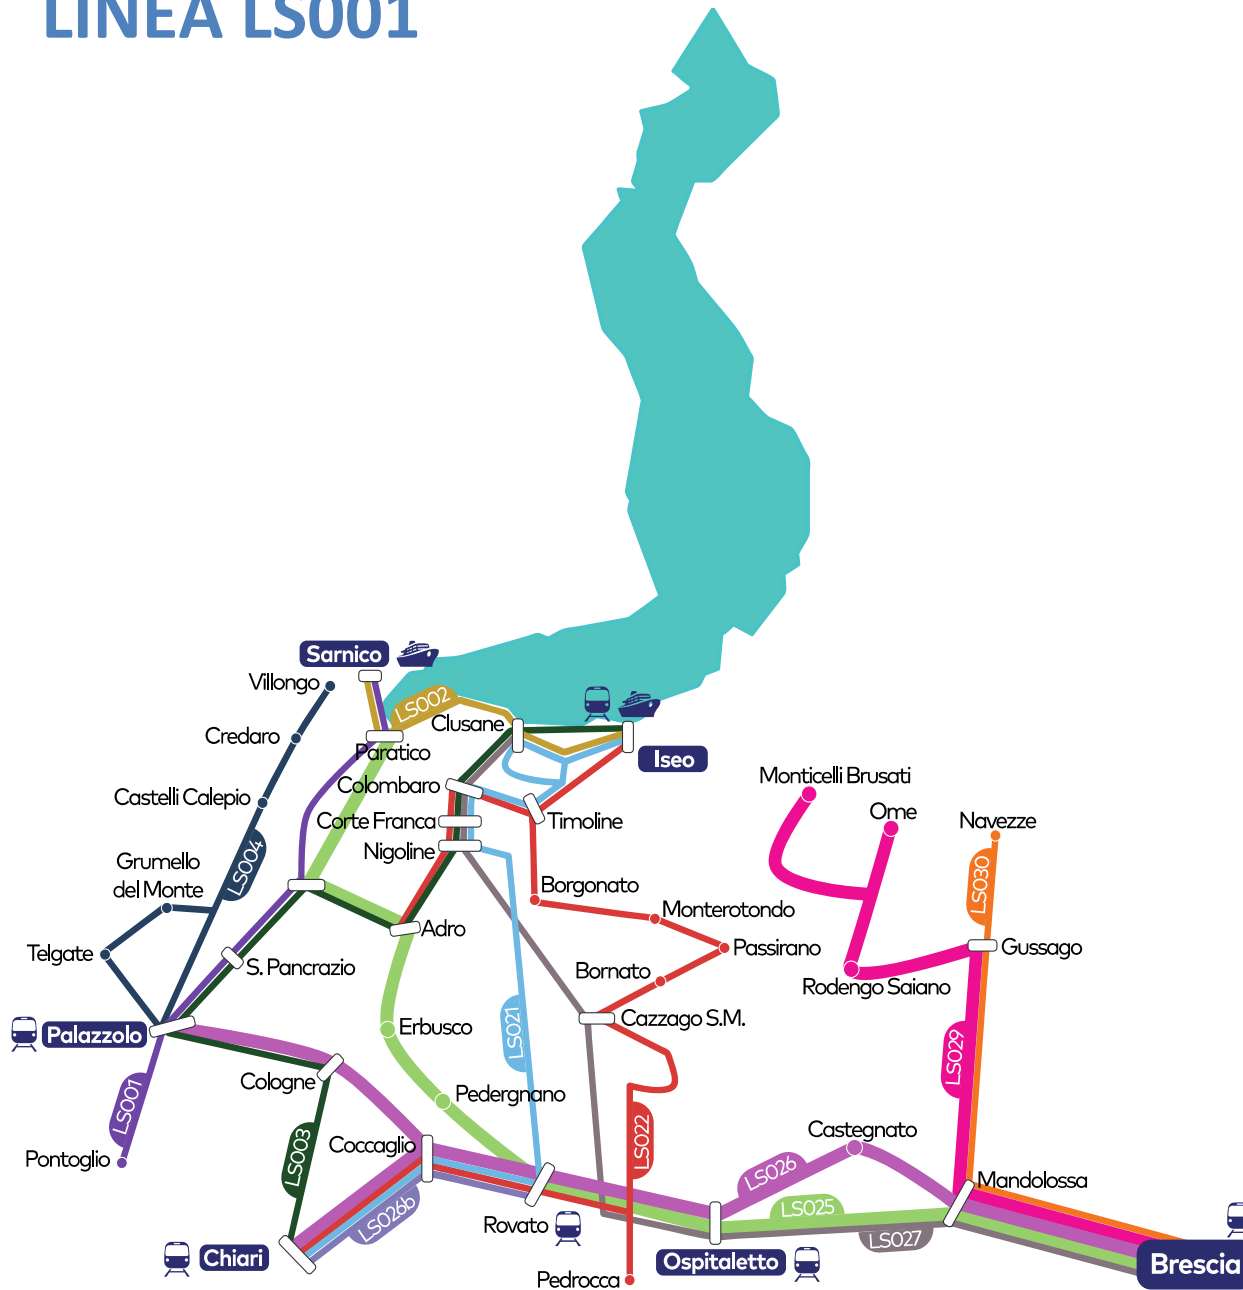 LINEA LS001
Sarnico
Villongo
LS002
Clusane
Credaro
Paratico
Iseo
Colombaro
Monticelli Brusati
Castelli Calepio
Ome
Corte Franca
Timoline
Navezze
Nigoline
Grumello
del Monte
LS004
LS030
Borgonato
Monterotondo
Adro
Passirano
Gussago
Telgate
S. Pancrazio
Bornato
Rodengo Saiano
Cazzago S.M.
Erbusco
LS021
Palazzolo
LS029
Cologne
Pedergnano
LS001
Coccaglio
LS022
Castegnato
LS003
Pontoglio
LS026
Mandolossa
LS025
LS026b
Rovato
LS027
Chiari
Ospitaletto
Brescia
Pedrocca